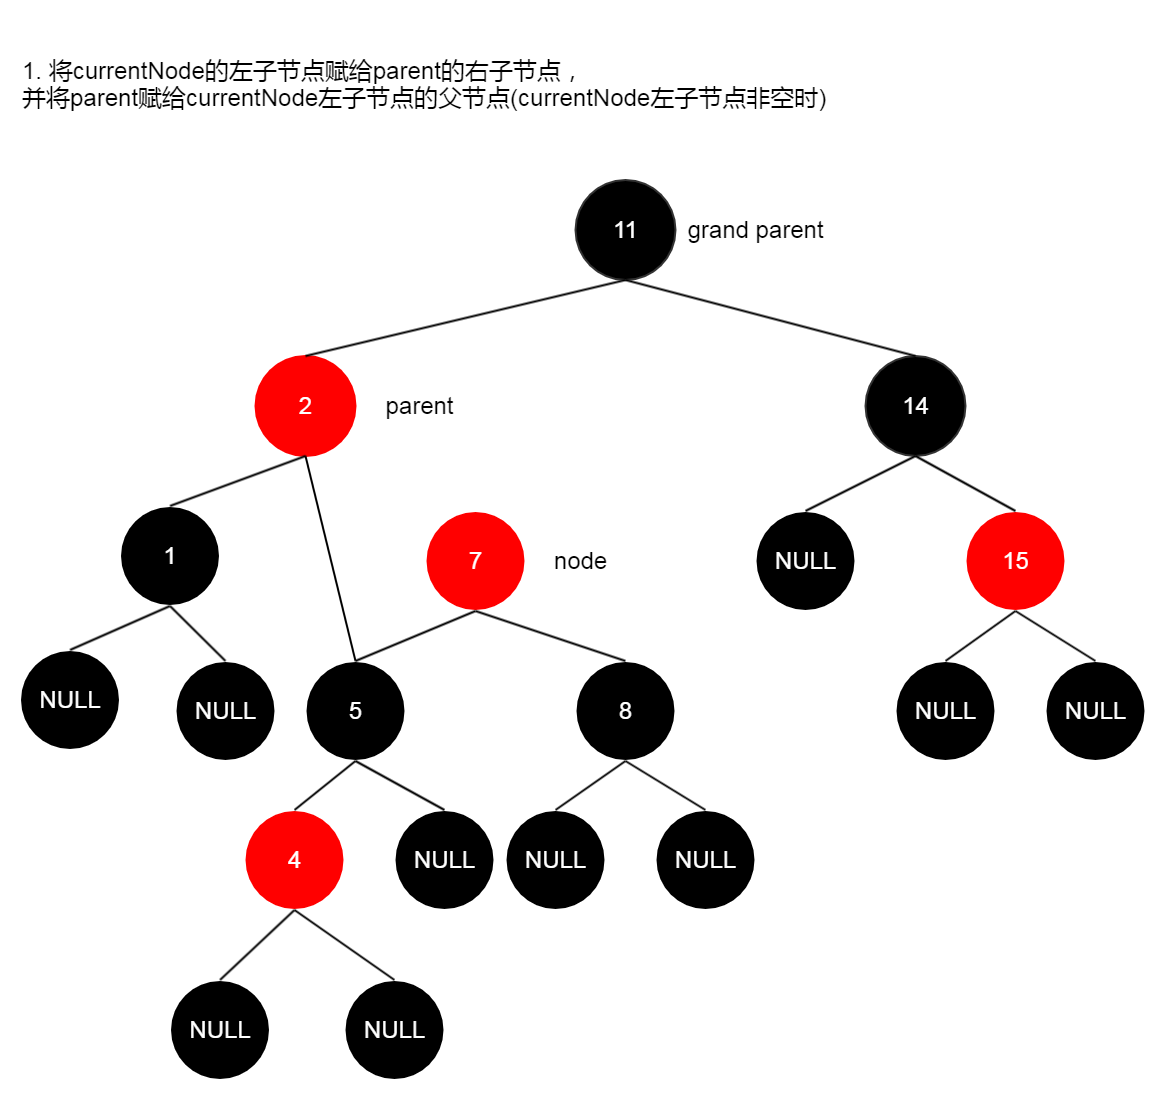 1. 将currentNode的左子节点赋给parent的右子节点，
并将parent赋给currentNode左子节点的父节点(currentNode左子节点非空时)
11 grand parent
2 parent 14
1 7 node NULL 15
NULL NULL 5 8 NULL NULL
4 NULL NULL NULL
NULL NULL